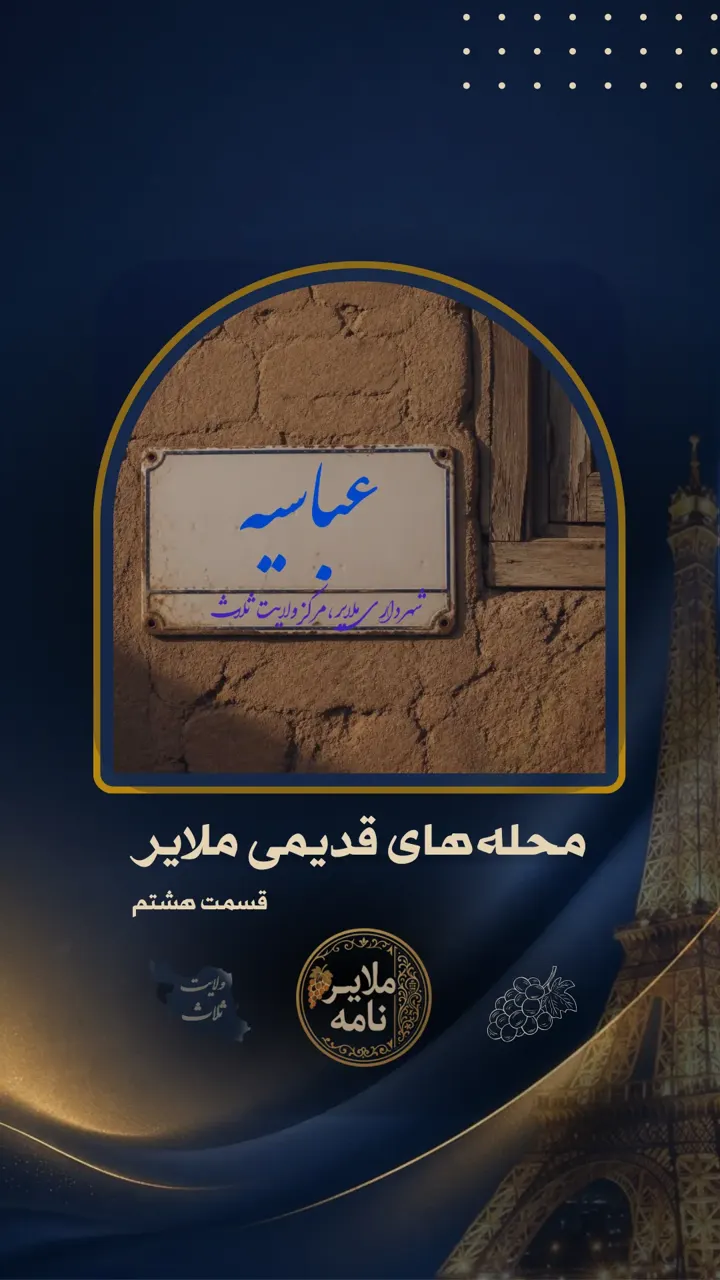 عباسیه
شهرداری ملایر، مرکز ولایت ثلاث
محله‌های قدیمی ملایر
قسمت هشتم
ملایر
نامه
ولایت
ثلاث